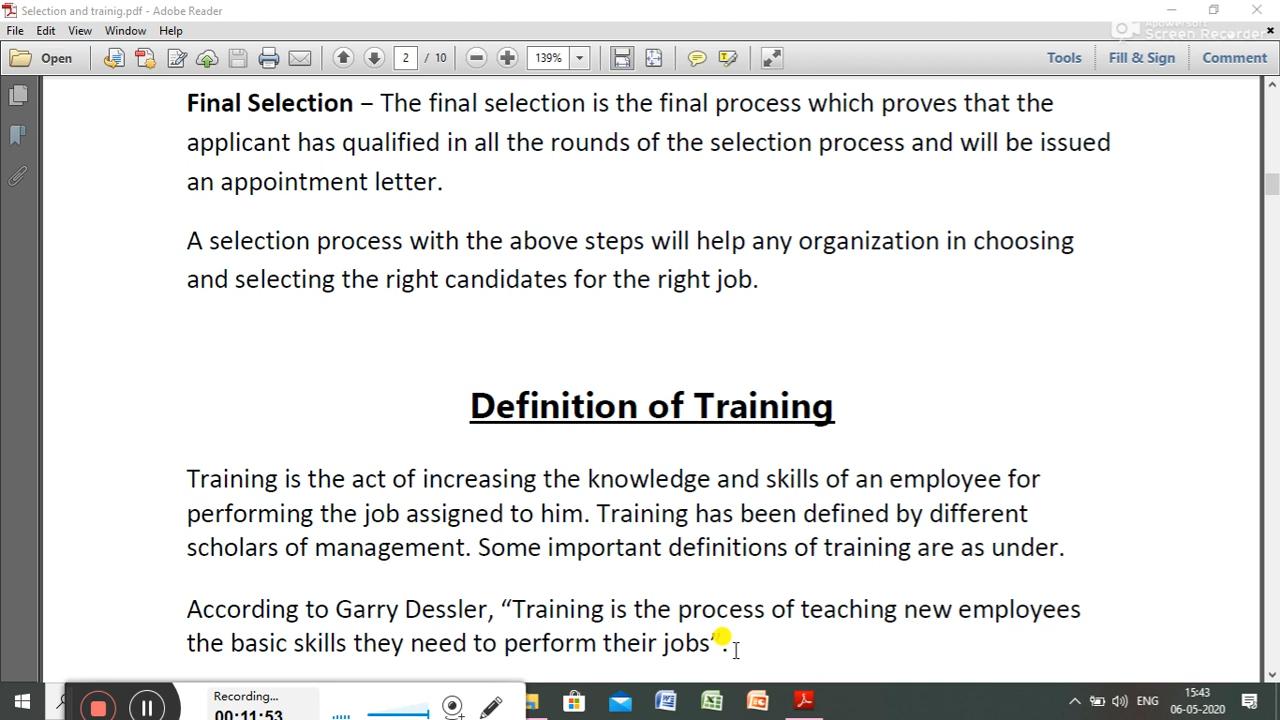 Selection and trainig.pdf - Adobe Reader
File Edit View Window Help
Apowersoft
Screen Recorder
Open 2 / 10 139% Tools Fill & Sign Comment
Final Selection – The final selection is the final process which proves that the
applicant has qualified in all the rounds of the selection process and will be issued
an appointment letter.
A selection process with the above steps will help any organization in choosing
and selecting the right candidates for the right job.
Definition of Training
Training is the act of increasing the knowledge and skills of an employee for
performing the job assigned to him. Training has been defined by different
scholars of management. Some important definitions of training are as under.
According to Garry Dessler, “Training is the process of teaching new employees
the basic skills they need to perform their jobs”.
Recording...
00:11:53
ENG
15:43
06-05-2020